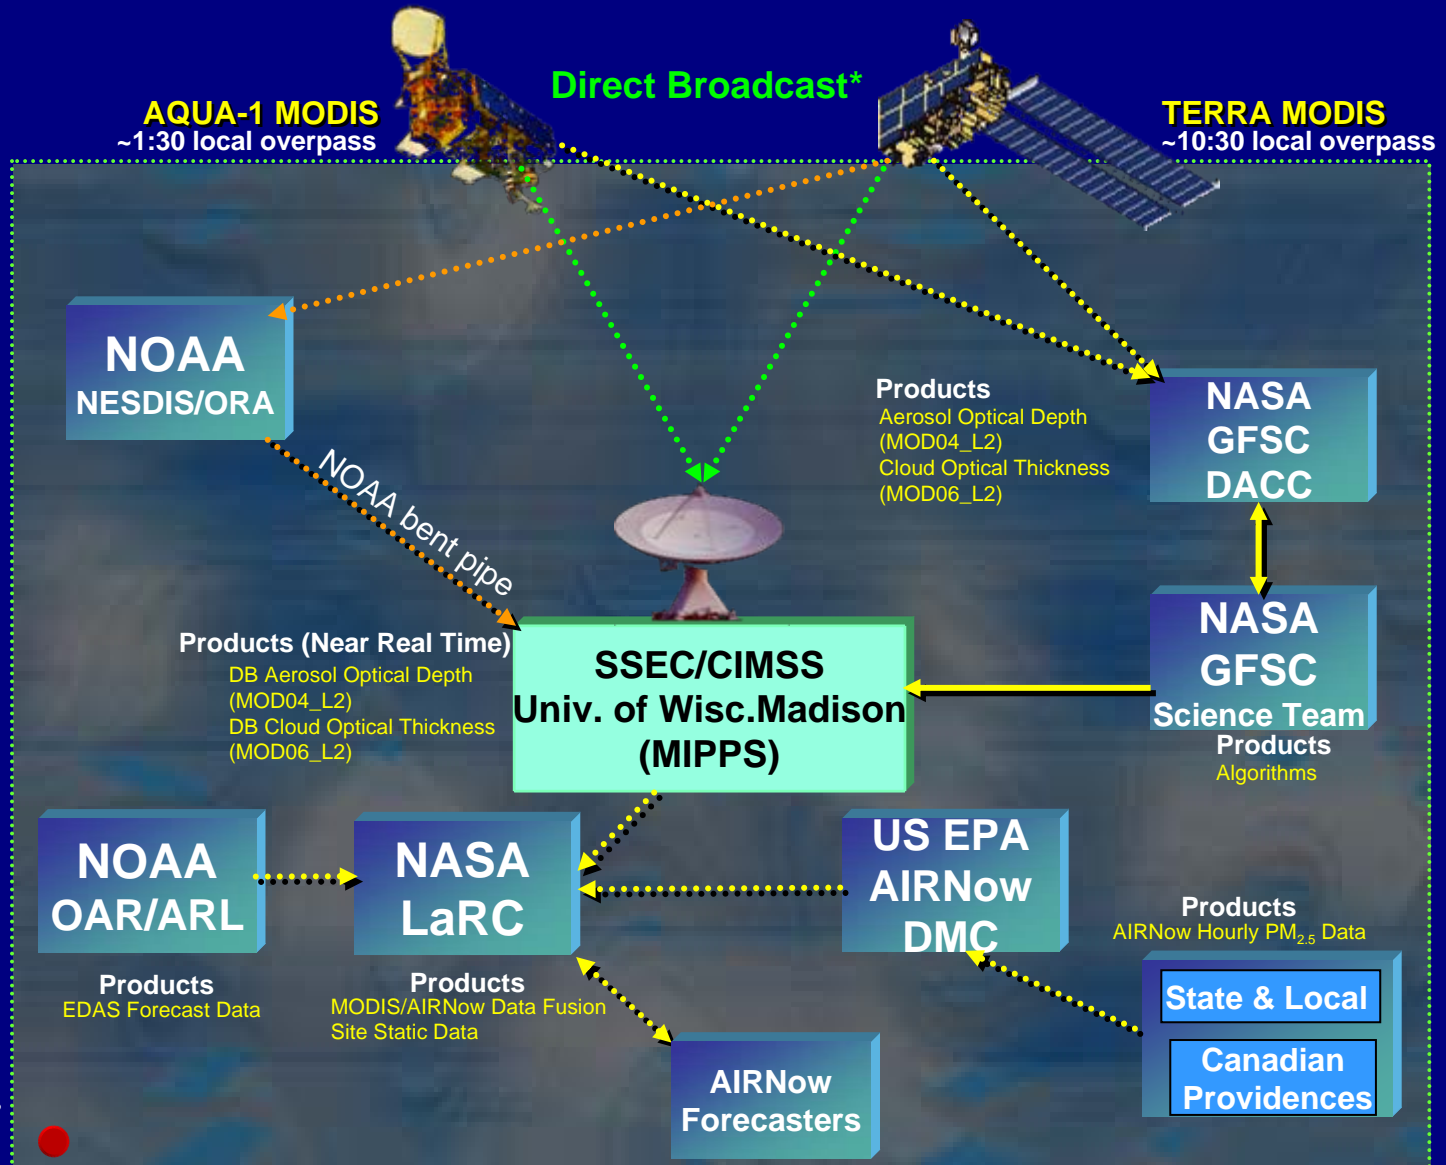 Direct Broadcast*
AQUA-1 MODIS
~1:30 local overpass
TERRA MODIS
~10:30 local overpass
NOAA
NESDIS/ORA
NOAA bent pipe
Products
Aerosol Optical Depth
(MOD04_L2)
Cloud Optical Thickness
(MOD06_L2)
NASA
GFSC
DACC
NASA
GFSC
Science Team
Products
Algorithms
Products (Near Real Time)
DB Aerosol Optical Depth
(MOD04_L2)
DB Cloud Optical Thickness
(MOD06_L2)
SSEC/CIMSS
Univ. of Wisc.Madison
(MIPPS)
NOAA
OAR/ARL
Products
EDAS Forecast Data
NASA
LaRC
Products
MODIS/AIRNow Data Fusion
Site Static Data
US EPA
AIRNow
DMC
Products
AIRNow Hourly PM2.5 Data
State & Local
Canadian
Providences
AIRNow
Forecasters